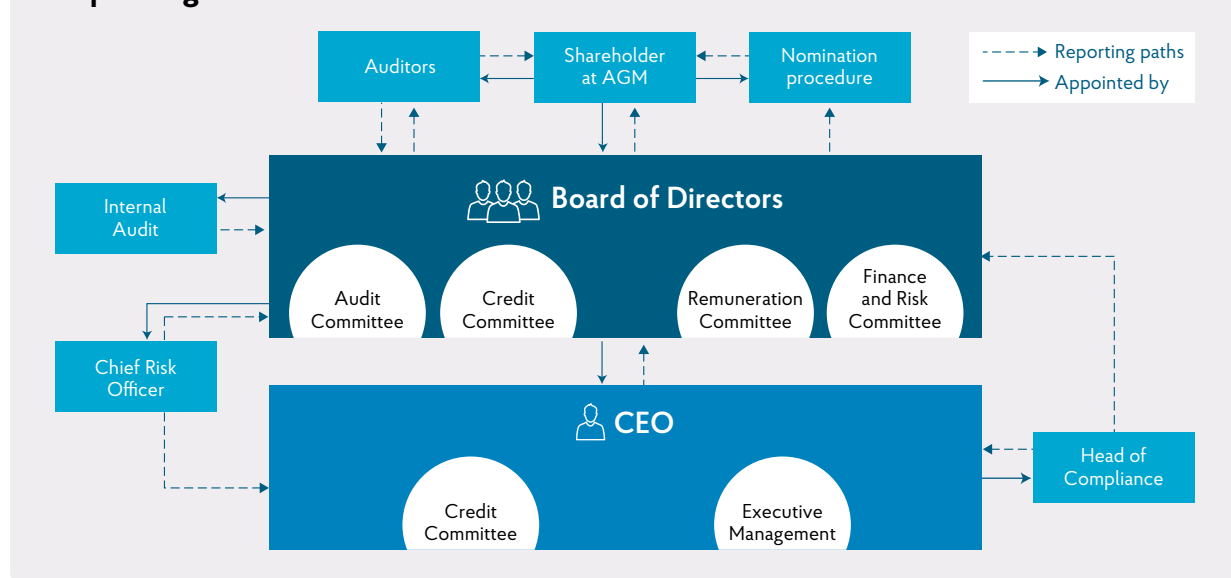 Auditors
Shareholder
at AGM
Nomination
procedure
Reporting paths
Appointed by
Internal
Audit
Board of Directors
Audit
Committee
Credit
Committee
Remuneration
Committee
Finance
and Risk
Committee
Chief Risk
Officer
CEO
Credit
Committee
Executive
Management
Head of
Compliance